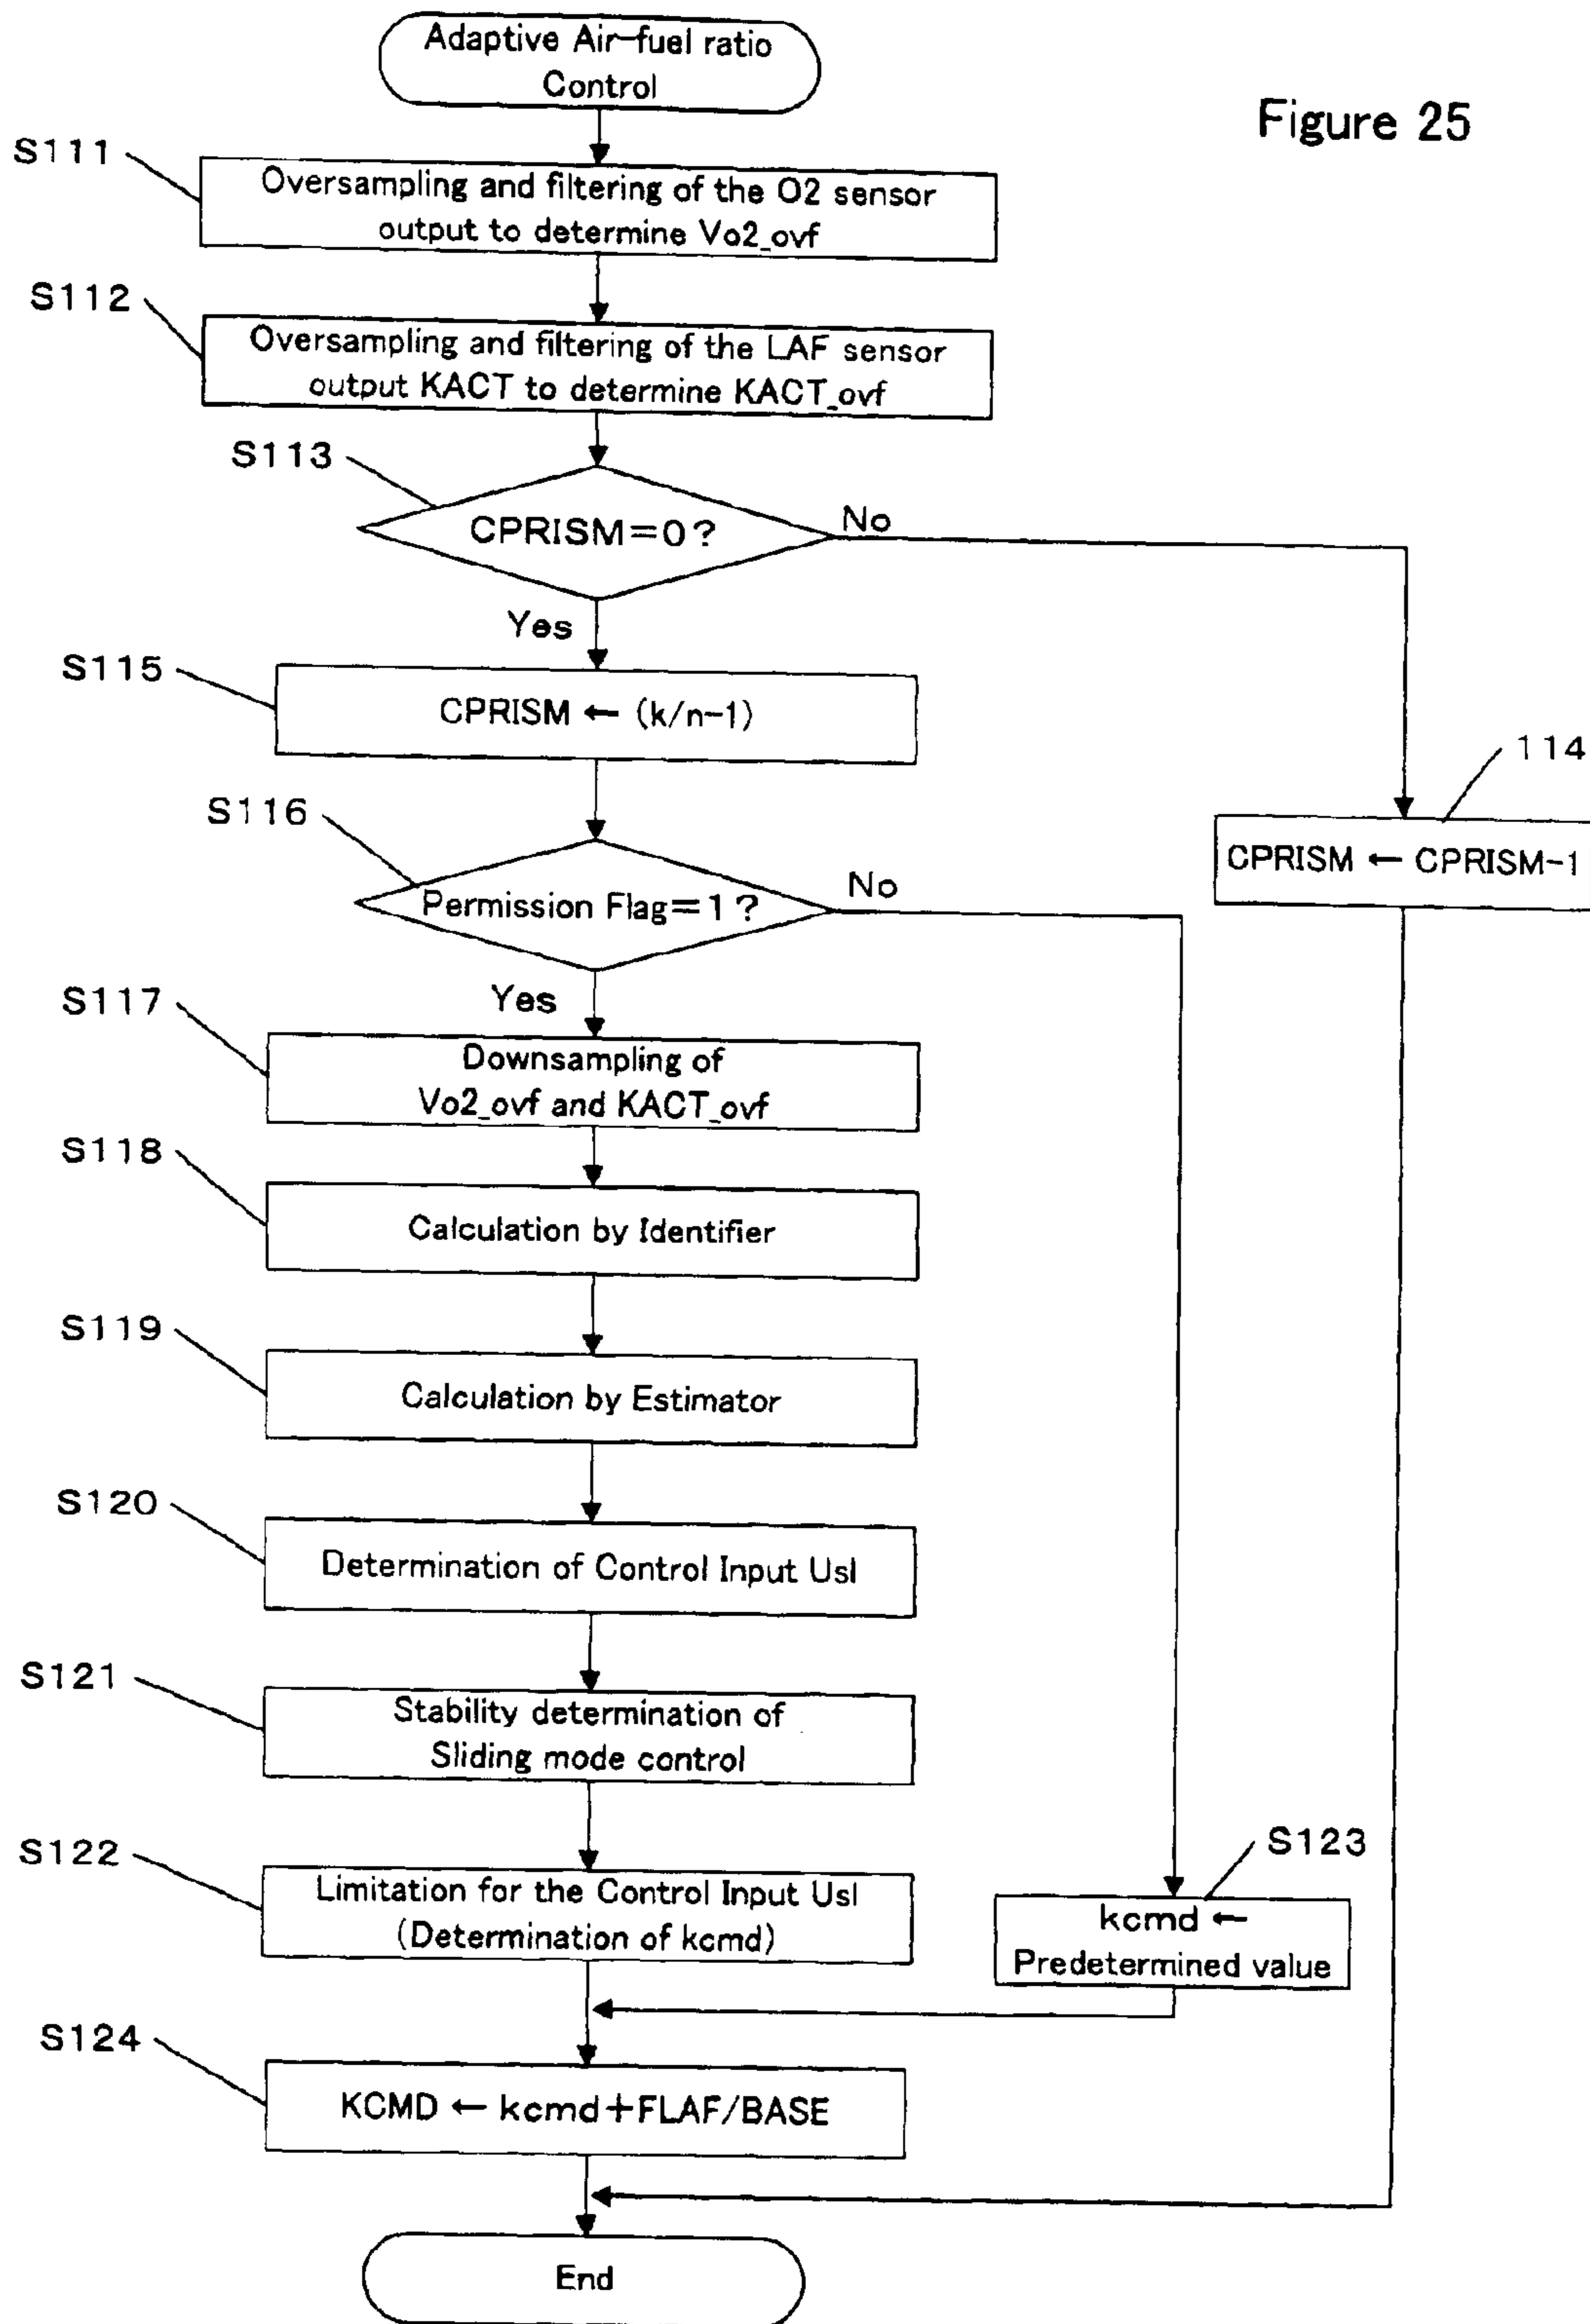 Adaptive Air-fuel ratio
Control
Figure 25
S111
Oversampling and filtering of the O2 sensor
output to determine Vo2_ovf
S112
Oversampling and filtering of the LAF sensor
output KACT to determine KACT_ovf
S113
CPRISM=0?
No
Yes
S115
CPRISM ← (k/n-1)
114
CPRISM ← CPRISM-1
S116
Permission Flag=1?
No
Yes
S117
Downsampling of
Vo2_ovf and KACT_ovf
S118
Calculation by Identifier
S119
Calculation by Estimator
S120
Determination of Control Input Usl
S121
Stability determination of
Sliding mode control
S122
Limitation for the Control Input Usl
(Determination of kcmd)
S123
kcmd ←
Predetermined value
S124
KCMD ← kcmd+FLAF/BASE
End